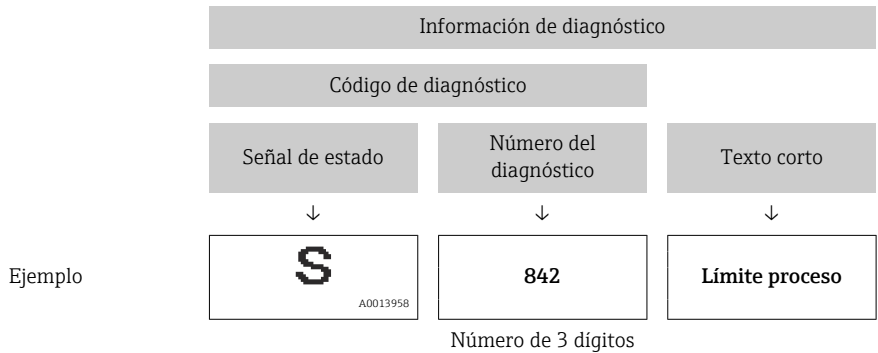 Información de diagnóstico
Código de diagnóstico
Señal de estado
Número del
diagnóstico
Texto corto
↓ ↓ ↓
Ejemplo
S
A0013958
842
Límite proceso
Número de 3 dígitos